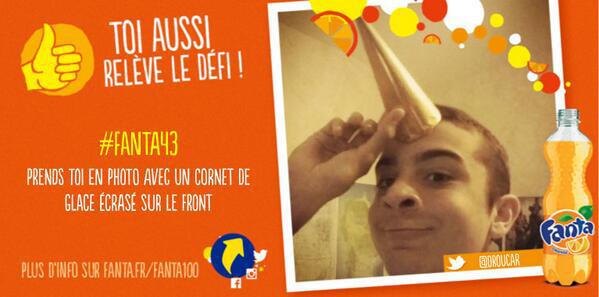 TOI AUSSI
RELÈVE LE DÉFI !
#FANTA43
PRENDS TOI EN PHOTO AVEC UN CORNET DE
GLACE ÉCRASÉ SUR LE FRONT
PLUS D'INFO SUR FANTA.FR/FANTA100
@DROUCAR
Fanta